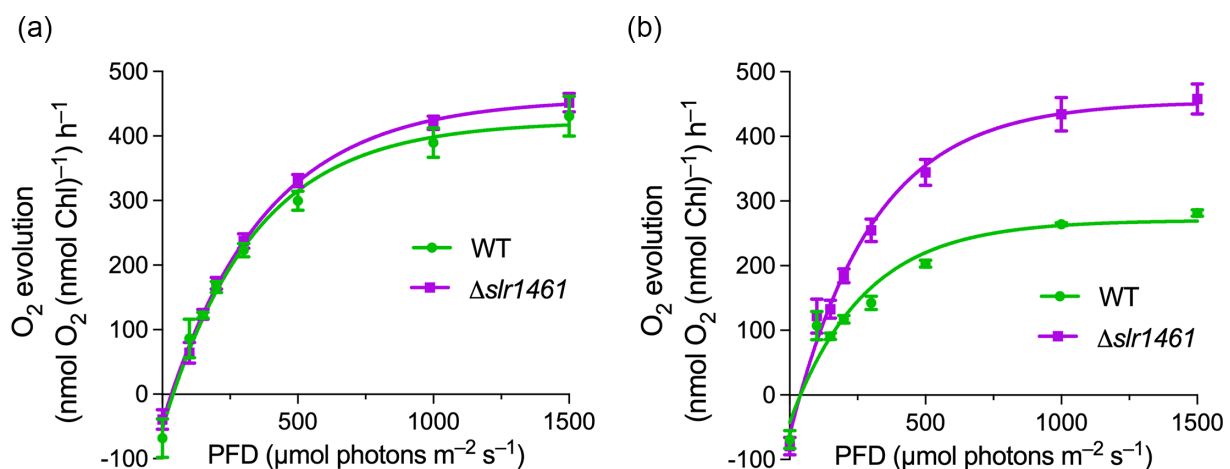 (a)
500
400
300
200
100
0
-100
O₂ evolution
(nmol O₂ (nmol Chl)⁻¹) h⁻¹
WT
Δslr1461
500
1000
1500
PFD (µmol photons m⁻² s⁻¹)
(b)
500
400
300
200
100
0
-100
O₂ evolution
(nmol O₂ (nmol Chl)⁻¹) h⁻¹
WT
Δslr1461
500
1000
1500
PFD (µmol photons m⁻² s⁻¹)